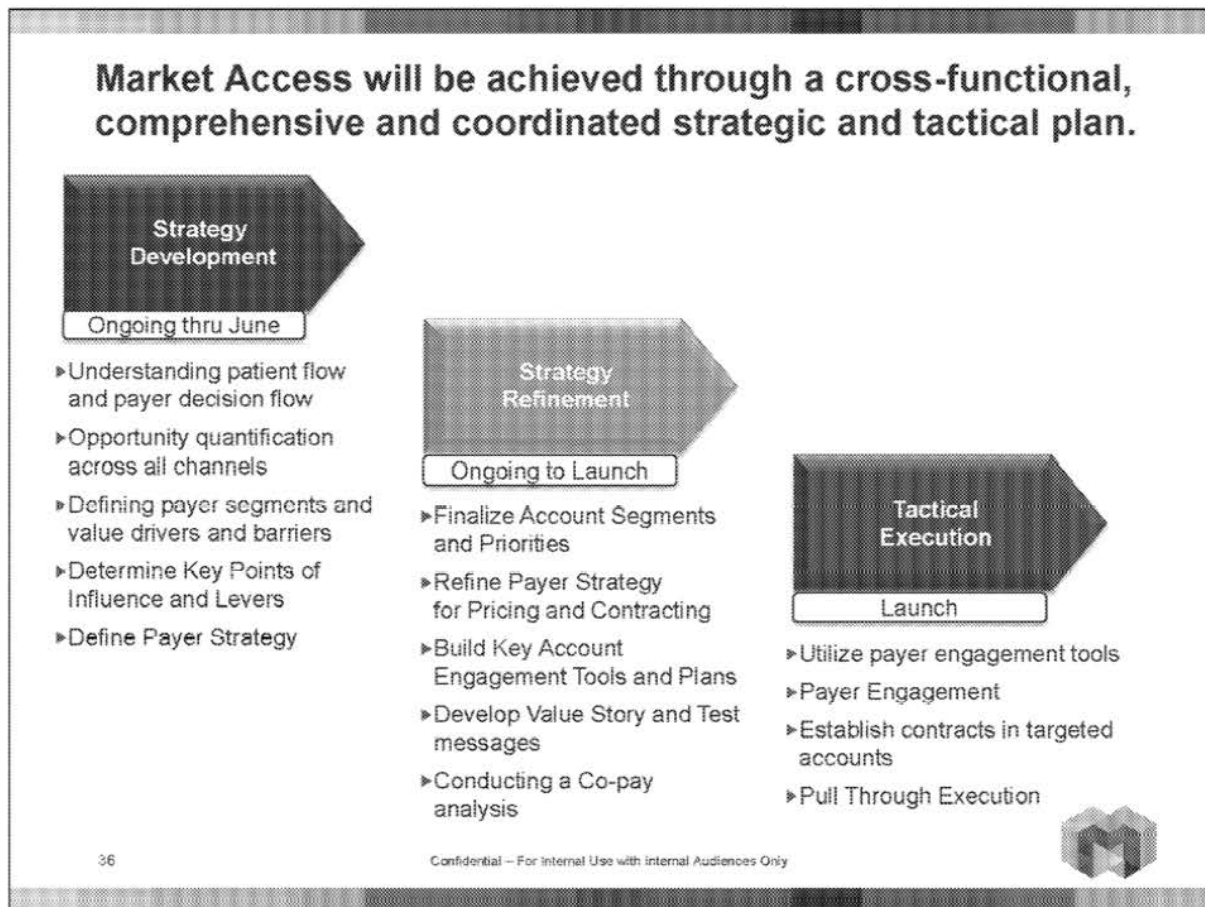 Market Access will be achieved through a cross-functional,
comprehensive and coordinated strategic and tactical plan.
Strategy
Development
Ongoing thru June
▸Understanding patient flow
and payer decision flow
▸Opportunity quantification
across all channels
▸Defining payer segments and
value drivers and barriers
▸Determine Key Points of
Influence and Levers
▸Define Payer Strategy
Strategy
Refinement
Ongoing to Launch
▸Finalize Account Segments
and Priorities
▸Refine Payer Strategy
for Pricing and Contracting
▸Build Key Account
Engagement Tools and Plans
▸Develop Value Story and Test
messages
▸Conducting a Co-pay
analysis
Tactical
Execution
Launch
▸Utilize payer engagement tools
▸Payer Engagement
▸Establish contracts in targeted
accounts
▸Pull Through Execution
36
Confidential – For Internal Use with Internal Audiences Only